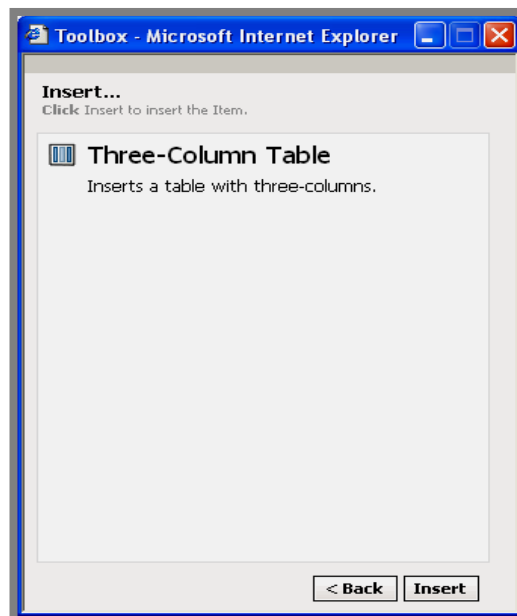 Toolbox - Microsoft Internet Explorer
Insert...
Click Insert to insert the Item.
Three-Column Table
Inserts a table with three-columns.
< Back Insert